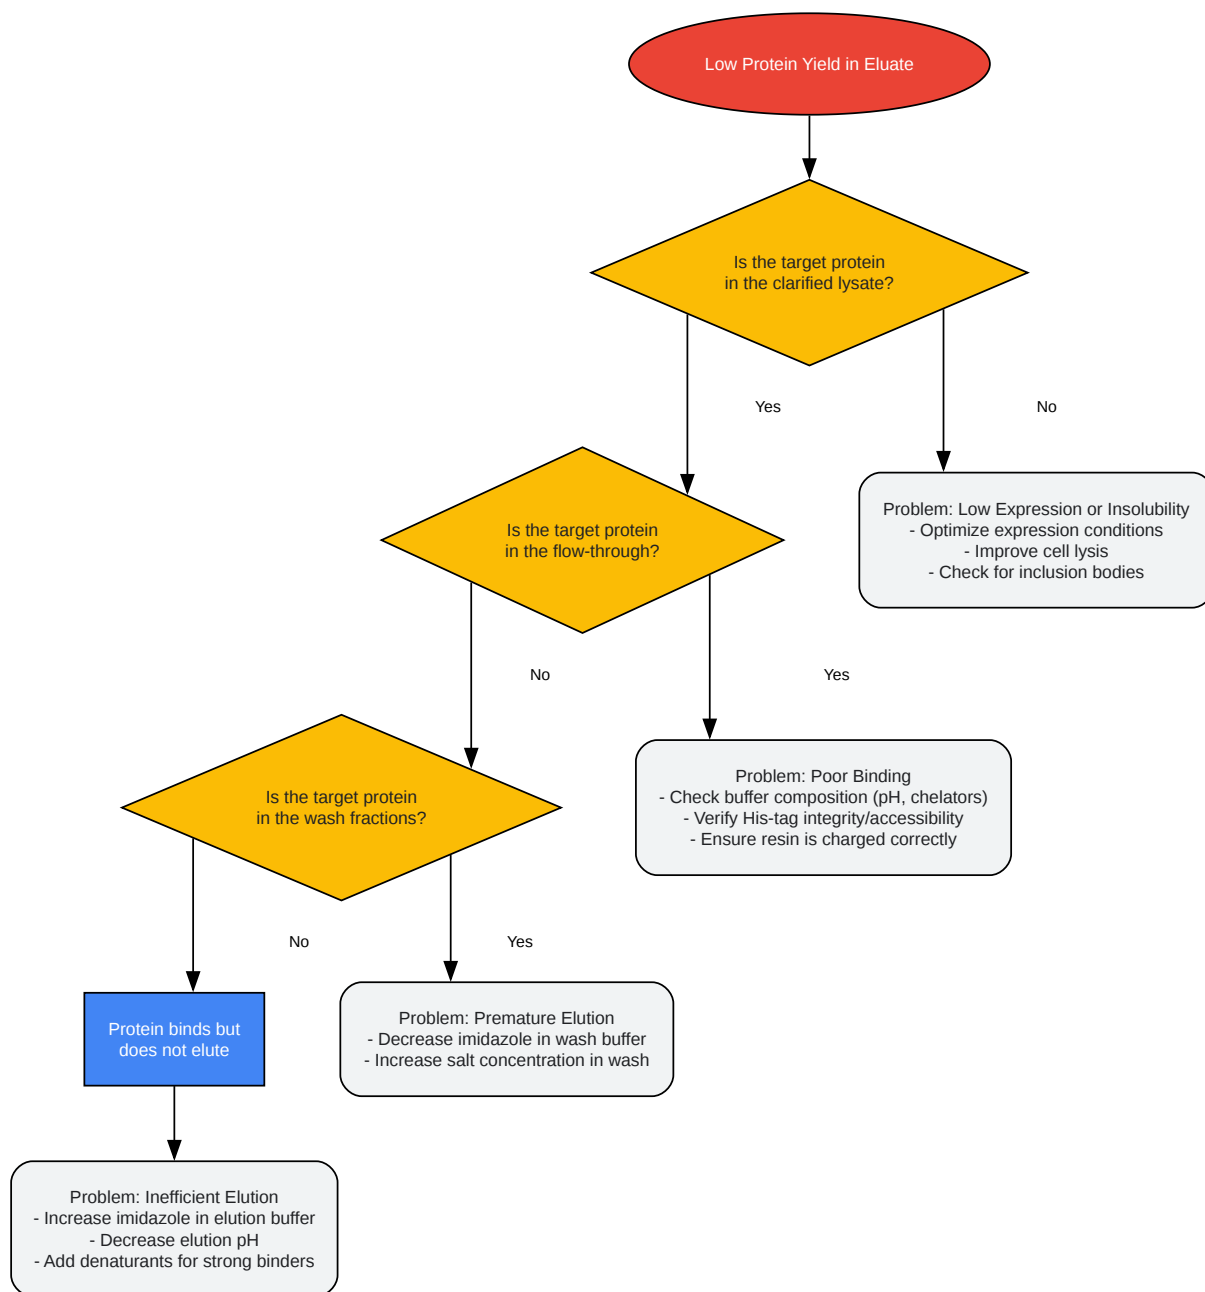 Low Protein Yield in Eluate
Is the target protein
in the clarified lysate?
Yes
No
Is the target protein
in the flow-through?
Problem: Low Expression or Insolubility
- Optimize expression conditions
- Improve cell lysis
- Check for inclusion bodies
No
Yes
Is the target protein
in the wash fractions?
Problem: Poor Binding
- Check buffer composition (pH, chelators)
- Verify His-tag integrity/accessibility
- Ensure resin is charged correctly
No
Yes
Protein binds but
does not elute
Problem: Premature Elution
- Decrease imidazole in wash buffer
- Increase salt concentration in wash
Problem: Inefficient Elution
- Increase imidazole in elution buffer
- Decrease elution pH
- Add denaturants for strong binders